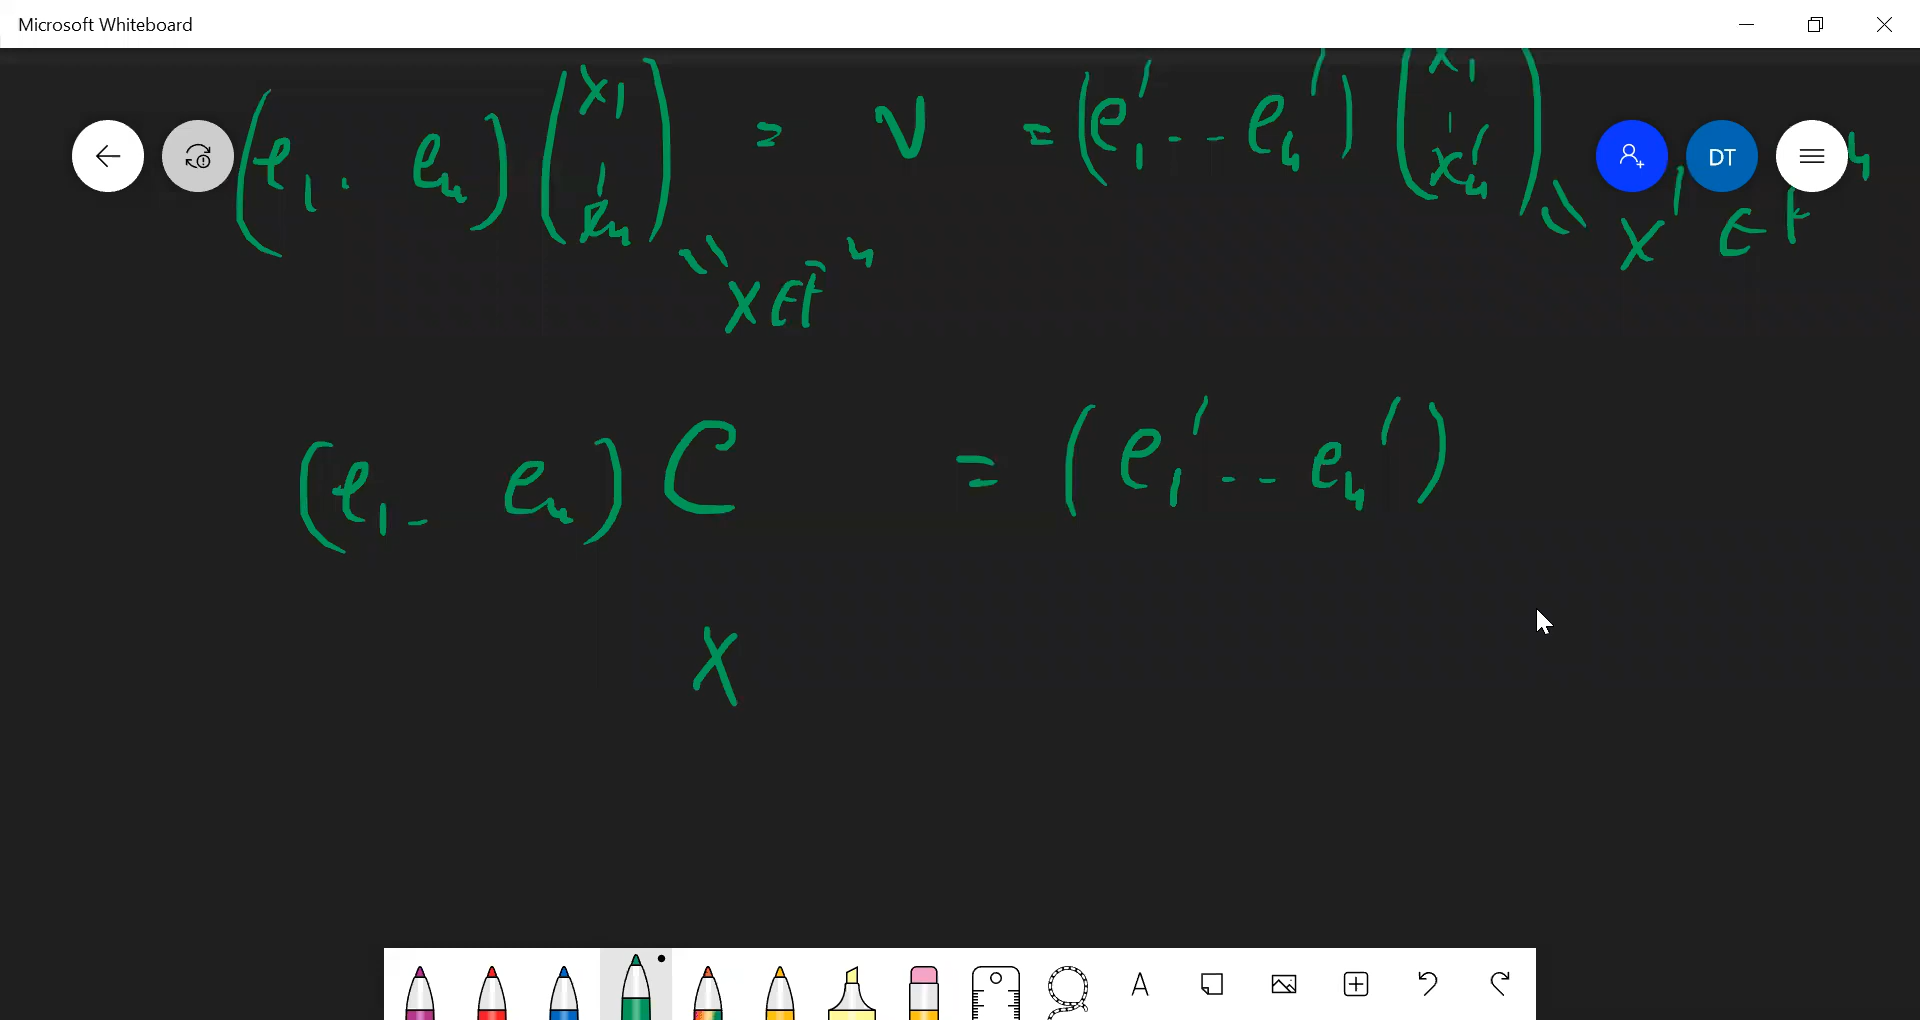 Microsoft Whiteboard
(e₁ . eₙ) (x₁ ⋮ xₙ) = v = (e₁' . . . eₙ') (x₁ ⋮ xₙ')
DT
" x ∈ Fⁿ
" x' ∈ Fⁿ
(e₁ _ eₙ) C = (e₁' . . eₙ')
X
A